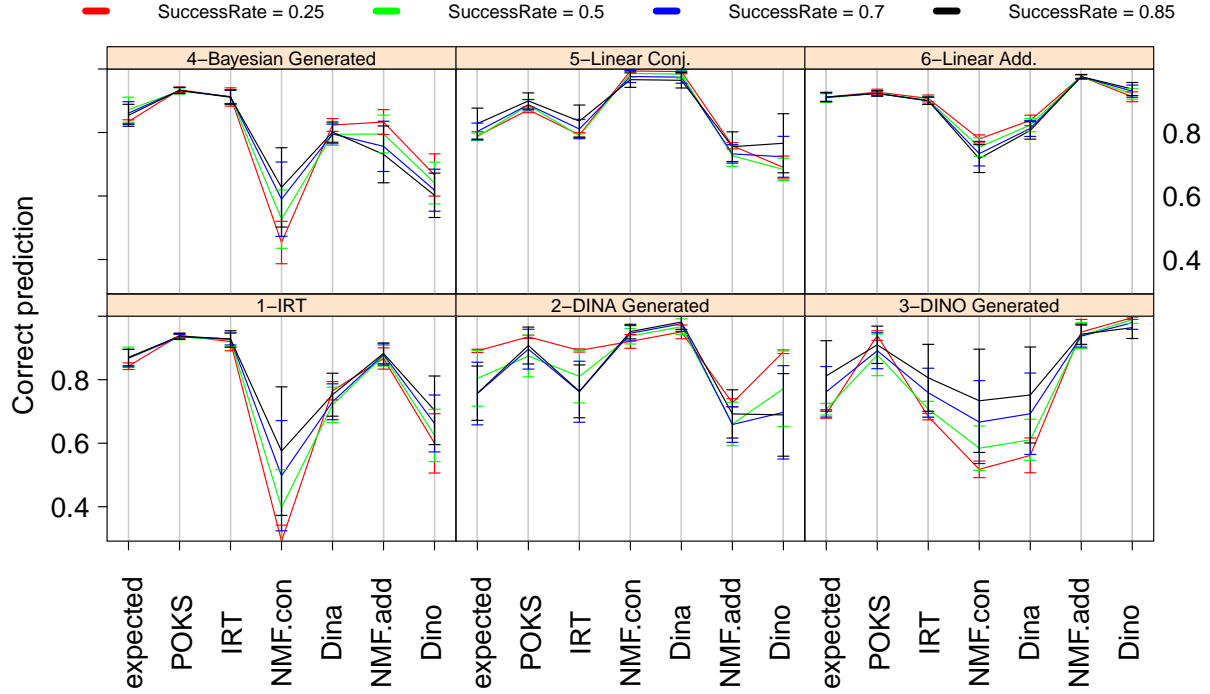 SuccessRate = 0.25 SuccessRate = 0.5 SuccessRate = 0.7 SuccessRate = 0.85
4−Bayesian Generated 5−Linear Conj. 6−Linear Add.
0.8
0.6
0.4
1−IRT 2−DINA Generated 3−DINO Generated
0.8
0.6
0.4
Correct prediction
expected POKS IRT NMF.con Dina NMF.add Dino expected POKS IRT NMF.con Dina NMF.add Dino expected POKS IRT NMF.con Dina NMF.add Dino